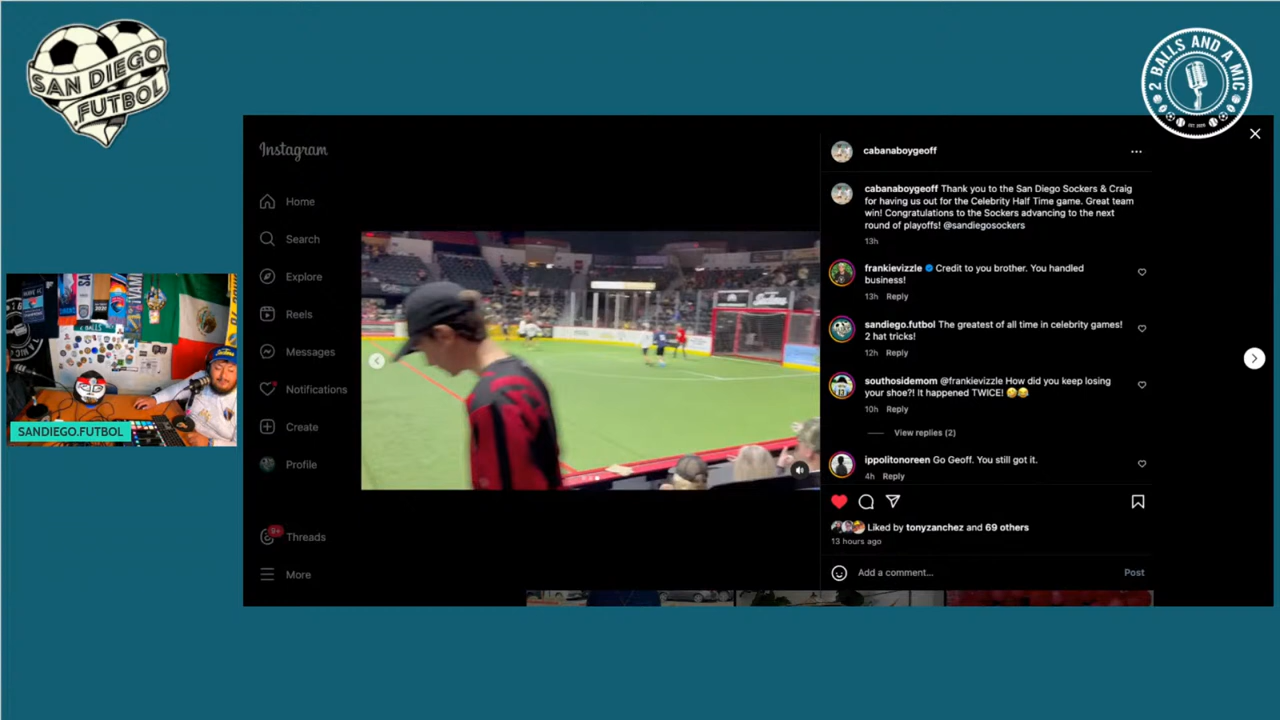 SAN DIEGO
.FUTBOL
2 BALLS AND A MIC
Instagram
Home
Search
Explore
Reels
Messages
Notifications
Create
Profile
9+
Threads
More
cabanaboygeoff
cabanaboygeoff Thank you to the San Diego Sockers & Craig
for having us out for the Celebrity Half Time game. Great team
win! Congratulations to the Sockers advancing to the next
round of playoffs! @sandiegosockers
13h
frankievizzle Credit to you brother. You handled
business!
13h Reply
sandiego.futbol The greatest of all time in celebrity games!
2 hat tricks!
12h Reply
southosidemom @frankievizzle How did you keep losing
your shoe?! It happened TWICE! 🤣😂
10h Reply
View replies (2)
ippolitonoreen Go Geoff. You still got it.
4h Reply
Liked by tonyzanchez and 69 others
13 hours ago
Add a comment...
Post
SANDIEGO.FUTBOL